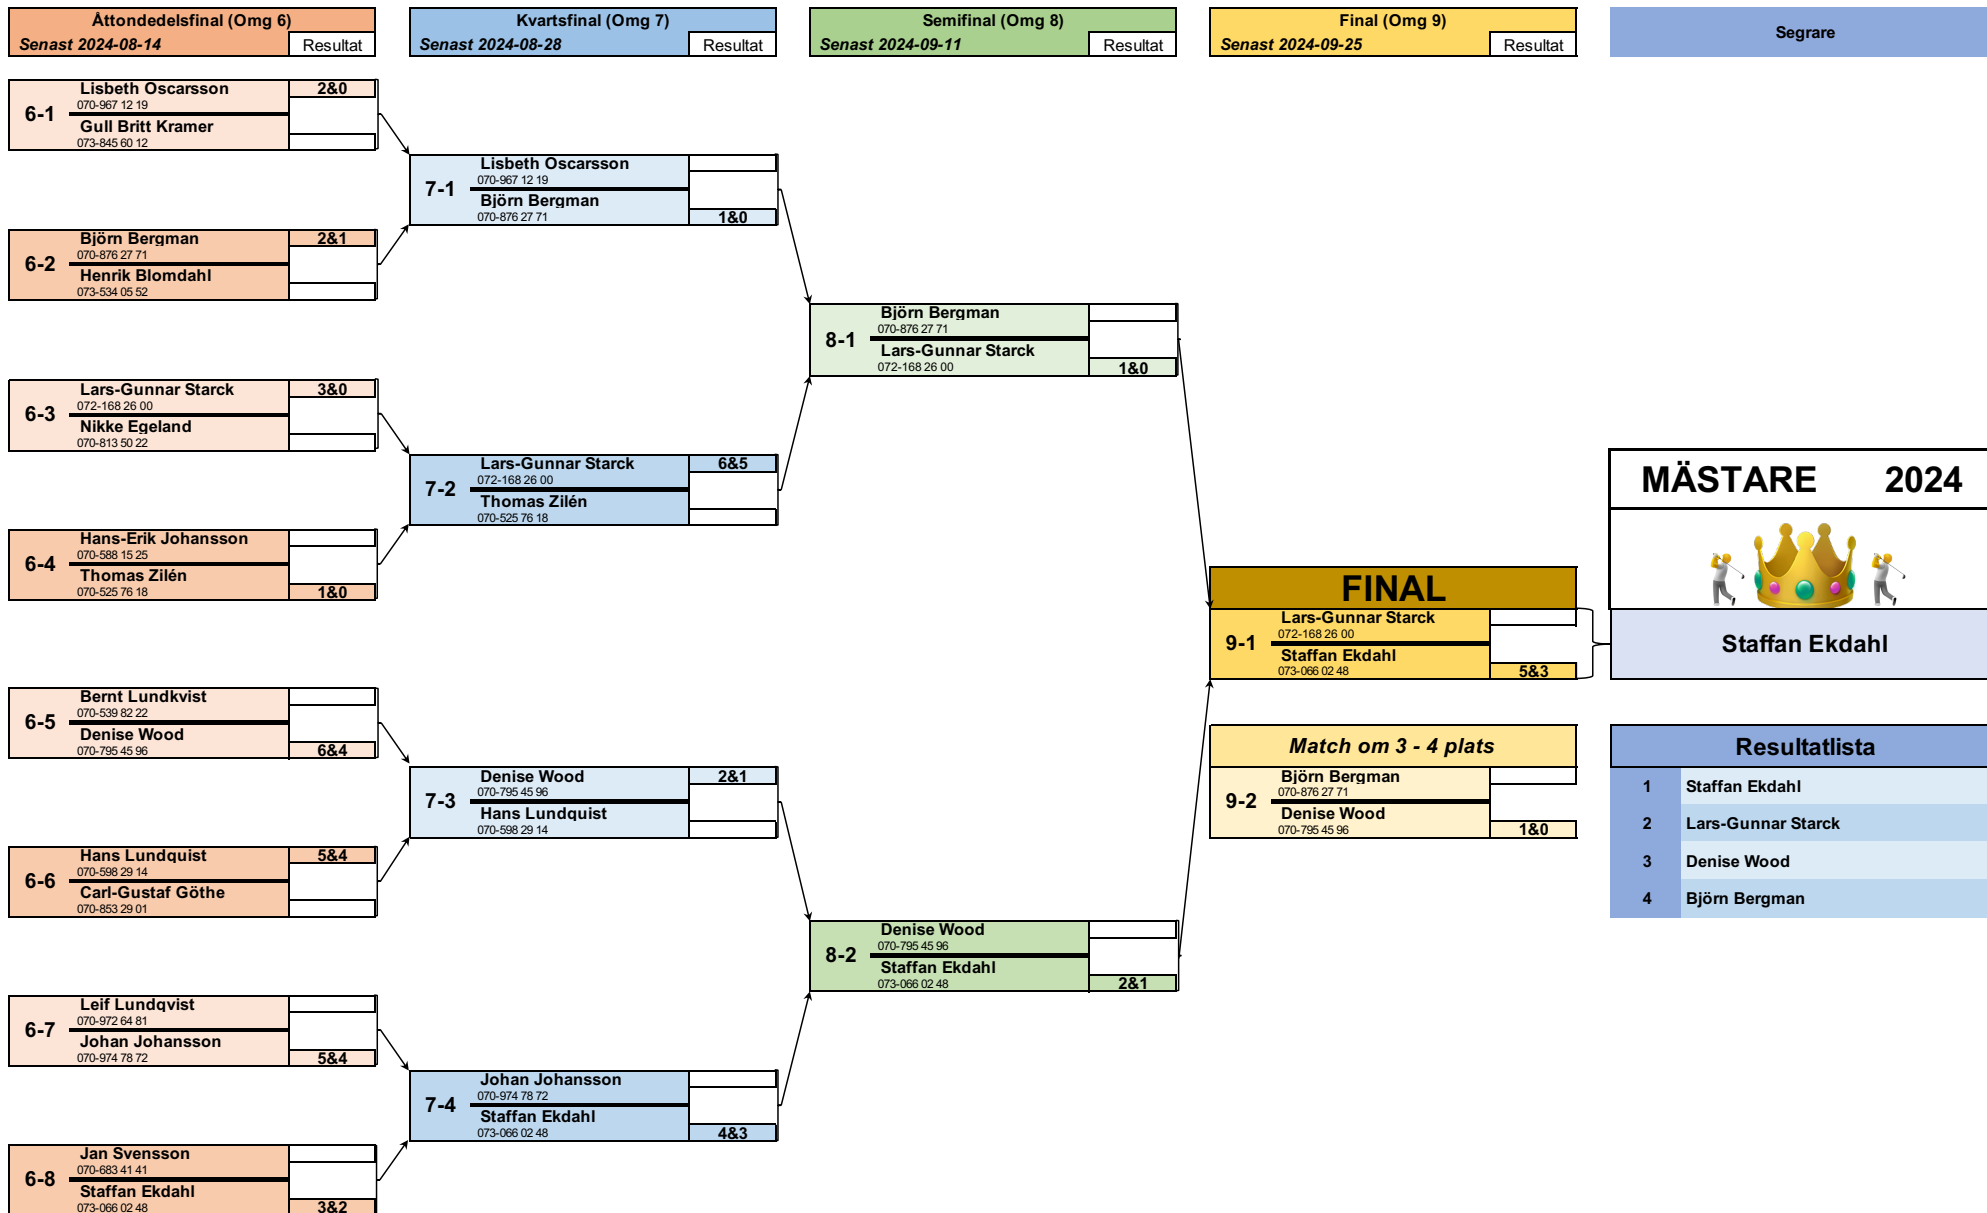 Åttondedelsfinal (Omg 6)
Senast 2024-08-14 Resultat
Kvartsfinal (Omg 7)
Senast 2024-08-28 Resultat
Semifinal (Omg 8)
Senast 2024-09-11 Resultat
Final (Omg 9)
Senast 2024-09-25 Resultat
Segrare
6-1
Lisbeth Oscarsson 2&0
070-967 12 19
Gull Britt Kramer
073-845 60 12
6-2
Björn Bergman 2&1
070-876 27 71
Henrik Blomdahl
073-534 05 52
6-3
Lars-Gunnar Starck 3&0
072-168 26 00
Nikke Egeland
070-813 50 22
6-4
Hans-Erik Johansson
070-588 15 25
Thomas Zilén
070-525 76 18 1&0
6-5
Bernt Lundkvist
070-539 82 22
Denise Wood
070-795 45 96 6&4
6-6
Hans Lundquist 5&4
070-598 29 14
Carl-Gustaf Göthe
070-853 29 01
6-7
Leif Lundqvist
070-972 64 81
Johan Johansson
070-974 78 72 5&4
6-8
Jan Svensson
070-683 41 41
Staffan Ekdahl
073-066 02 48 3&2
7-1
Lisbeth Oscarsson
070-967 12 19
Björn Bergman
070-876 27 71 1&0
7-2
Lars-Gunnar Starck 6&5
072-168 26 00
Thomas Zilén
070-525 76 18
7-3
Denise Wood 2&1
070-795 45 96
Hans Lundquist
070-598 29 14
7-4
Johan Johansson
070-974 78 72
Staffan Ekdahl
073-066 02 48 4&3
8-1
Björn Bergman
070-876 27 71
Lars-Gunnar Starck
072-168 26 00 1&0
8-2
Denise Wood
070-795 45 96
Staffan Ekdahl
073-066 02 48 2&1
FINAL
9-1
Lars-Gunnar Starck
072-168 26 00
Staffan Ekdahl
073-066 02 48 5&3
Match om 3 - 4 plats
9-2
Björn Bergman
070-876 27 71
Denise Wood
070-795 45 96 1&0
MÄSTARE 2024
Staffan Ekdahl
Resultatlista
1 Staffan Ekdahl
2 Lars-Gunnar Starck
3 Denise Wood
4 Björn Bergman